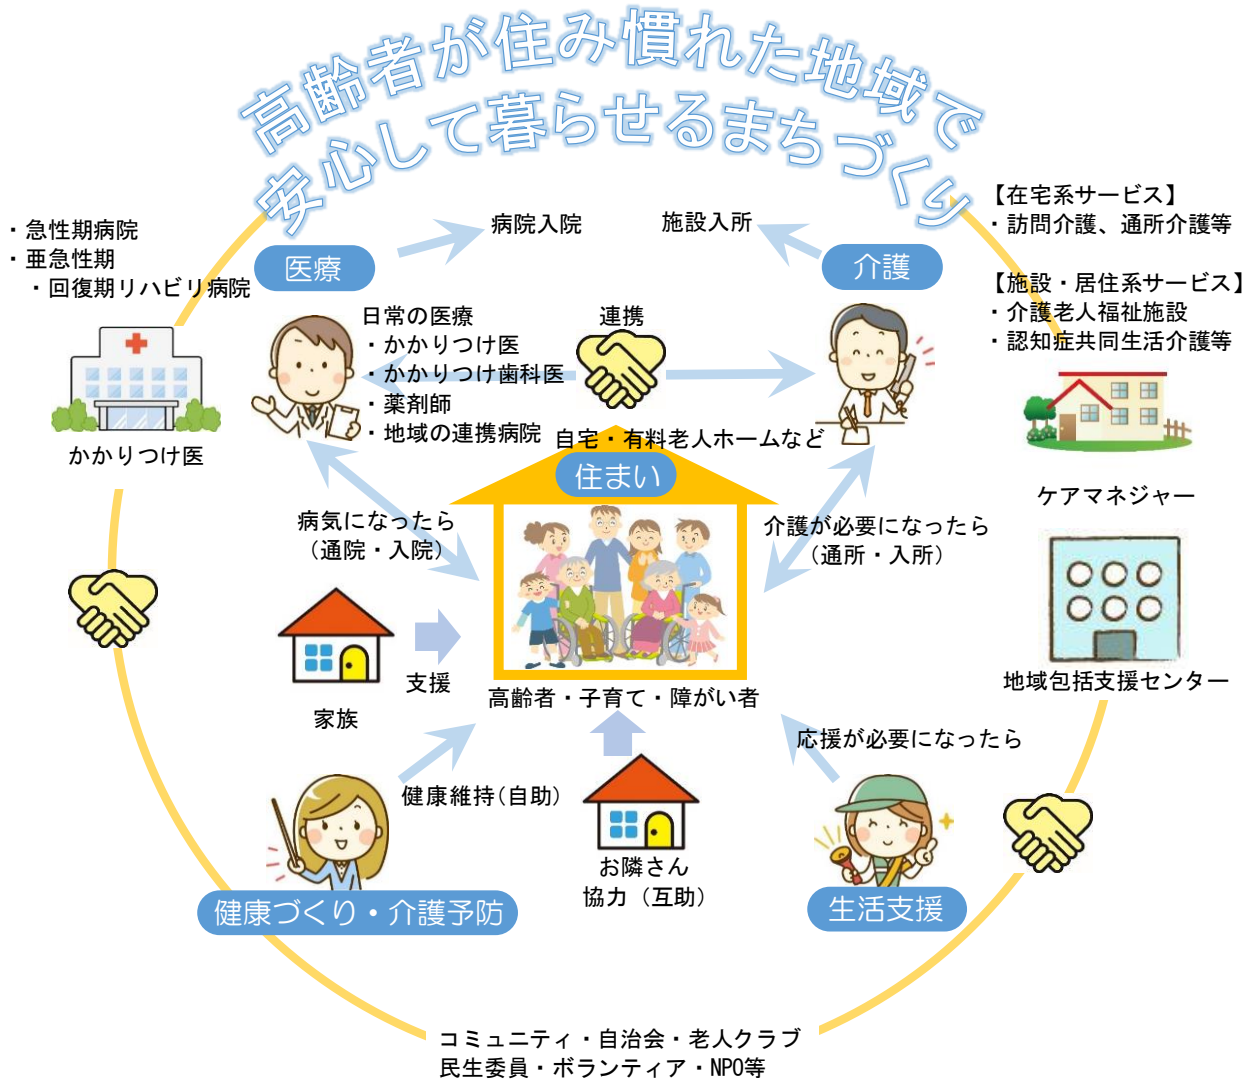 高齢者が住み慣れた地域で
安心して暮らせるまちづくり
・急性期病院
・亜急性期
・回復期リハビリ病院
かかりつけ医
医療
病院入院
施設入所
介護
【在宅系サービス】
・訪問介護、通所介護等
【施設・居住系サービス】
・介護老人福祉施設
・認知症共同生活介護等
ケアマネジャー
日常の医療
・かかりつけ医
・かかりつけ歯科医
・薬剤師
・地域の連携病院
連携
自宅・有料老人ホームなど
住まい
病気になったら
（通院・入院）
介護が必要になったら
（通所・入所）
地域包括支援センター
支援
家族
高齢者・子育て・障がい者
応援が必要になったら
健康維持(自助)
お隣さん
協力（互助）
健康づくり・介護予防
生活支援
コミュニティ・自治会・老人クラブ
民生委員・ボランティア・NPO等